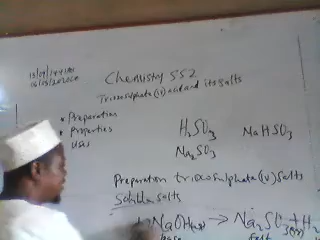 Chemistry SS2
Trioxosulphate(iv) acid and its salts
• Preparation
• Properties
• Uses
H₂SO₃ NaHSO₃
Na₂SO₃
Preparation trioxosulphate(iv) salts
Soluble salts
NaOH(aq) → Na₂SO₃ + H₂
base salt